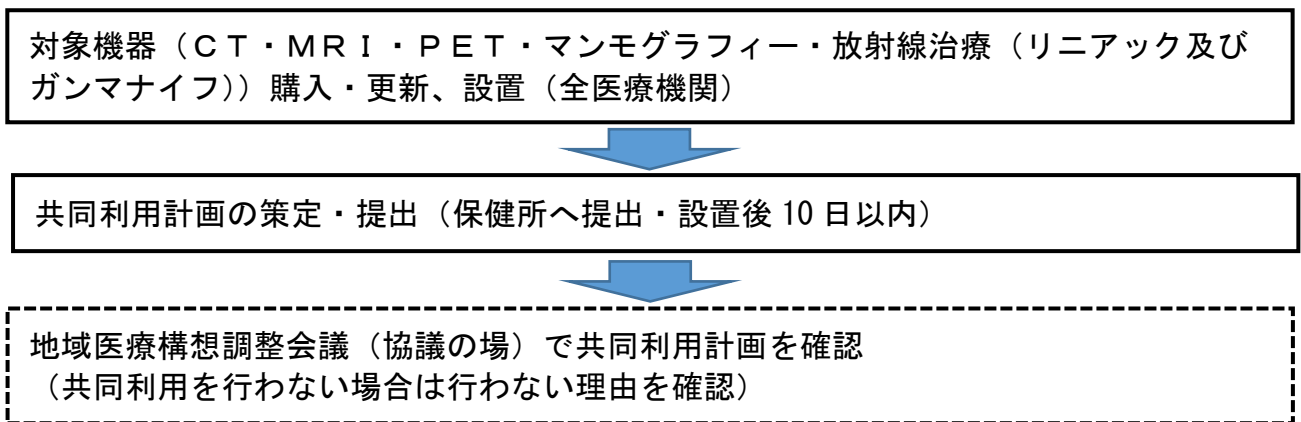 対象機器（ＣＴ・ＭＲＩ・ＰＥＴ・マンモグラフィー・放射線治療（リニアック及び
ガンマナイフ））購入・更新、設置（全医療機関）
共同利用計画の策定・提出（保健所へ提出・設置後 10 日以内）
地域医療構想調整会議（協議の場）で共同利用計画を確認
（共同利用を行わない場合は行わない理由を確認）